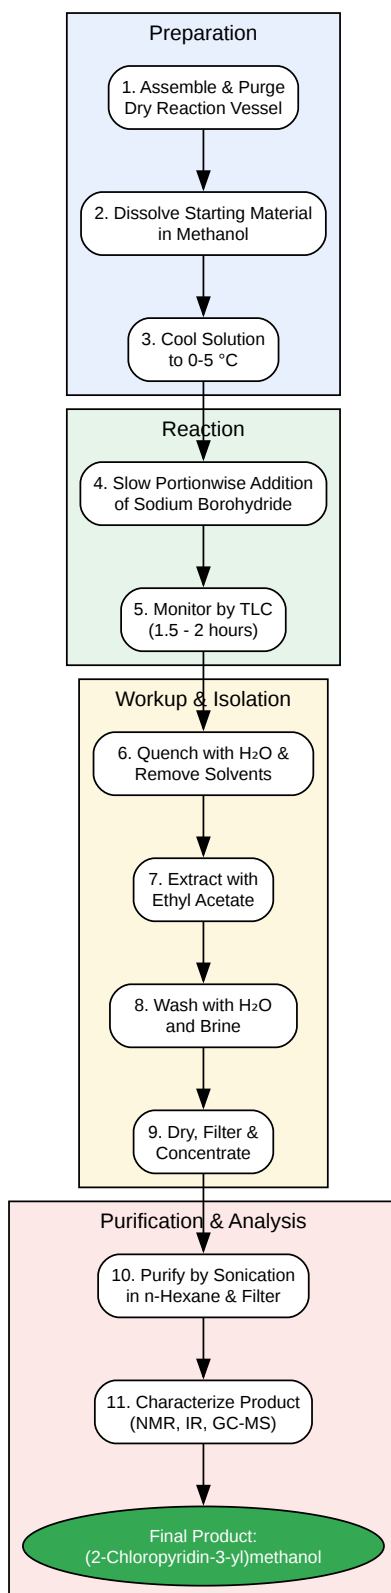 Preparation
1. Assemble & Purge
Dry Reaction Vessel
2. Dissolve Starting Material
in Methanol
3. Cool Solution
to 0-5 °C
Reaction
4. Slow Portionwise Addition
of Sodium Borohydride
5. Monitor by TLC
(1.5 - 2 hours)
Workup & Isolation
6. Quench with H₂O &
Remove Solvents
7. Extract with
Ethyl Acetate
8. Wash with H₂O
and Brine
9. Dry, Filter &
Concentrate
Purification & Analysis
10. Purify by Sonication
in n-Hexane & Filter
11. Characterize Product
(NMR, IR, GC-MS)
Final Product:
(2-Chloropyridin-3-yl)methanol